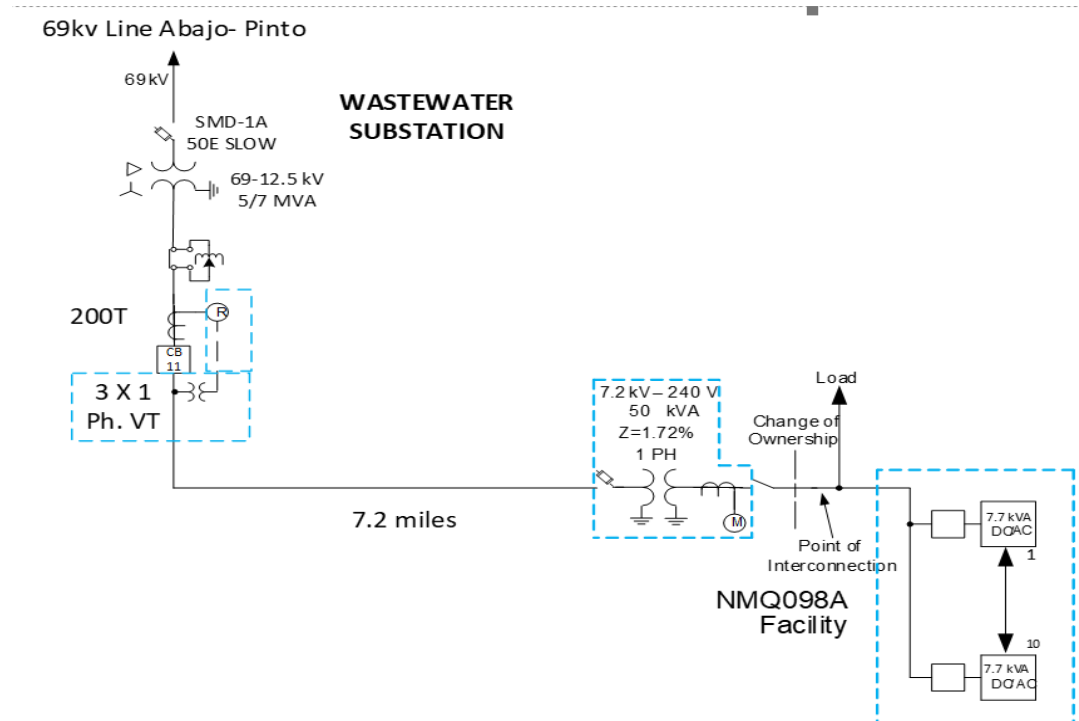 69kv Line Abajo- Pinto
69kV
WASTEWATER
SUBSTATION
SMD-1A
50E SLOW
69-12.5 kV
5/7 MVA
200T
R
CB
11
3 X 1
Ph. VT
7.2 miles
7.2 kV– 240 V
50 kVA
Z=1.72%
1 PH
M
Load
Change of
Ownership
Point of
Interconnection
NMQ098A
Facility
7.7 kVA
DC/AC
1
10
7.7 kVA
DC/AC